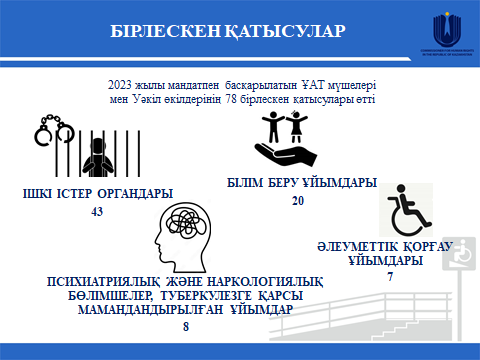 БІРЛЕСКЕН ҚАТЫСУЛАР
2023 жылы мандатпен басқарылатын ҰАТ мүшелері
мен Уәкіл өкілдерінің 78 бірлескен қатысулары өтті
ІШКІ ІСТЕР ОРГАНДАРЫ
43
БІЛІМ БЕРУ ҰЙЫМДАРЫ
20
ӘЛЕУМЕТТІК ҚОРҒАУ
ҰЙЫМДАРЫ
7
ПСИХИАТРИЯЛЫҚ ЖӘНЕ НАРКОЛОГИЯЛЫҚ
БӨЛІМШЕЛЕР, ТУБЕРКУЛЕЗГЕ ҚАРСЫ
МАМАНДАНДЫРЫЛҒАН ҰЙЫМДАР
8